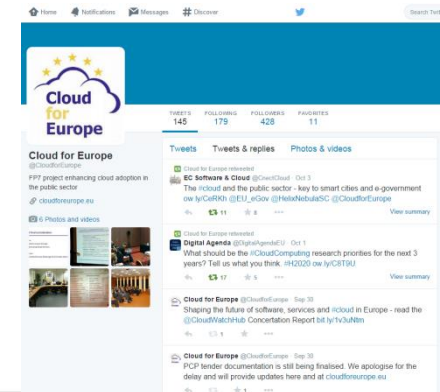 Home Notifications Messages # Discover Search Twit
Cloud
for
Europe
TWEETS FOLLOWING FOLLOWERS FAVORITES
145 179 428 11
Tweets Tweets & replies Photos & videos
Cloud for Europe
@CloudforEurope
FP7 project enhancing cloud adoption in
the public sector
cloudforeurope.eu
6 Photos and videos
Cloud for Europe retweeted
EC Software & Cloud @CnectCloud Oct 3
The #cloud and the public sector - key to smart cities and e-government
ow.ly/CeRKh @EU_eGov @HelixNebulaSC @CloudforEurope
11 3 View summary
Cloud for Europe retweeted
Digital Agenda @DigitalAgendaEU Oct 1
What should be the #CloudComputing research priorities for the next 3
years? Tell us what you think. #H2020 ow.ly/C8T9U
17 5 View summary
Cloud for Europe @CloudforEurope Sep 30
Shaping the future of software, services and #cloud in Europe - read the
@CloudWatchHub Concertation Report bit.ly/1v3uNtm
1
Cloud for Europe @CloudforEurope Sep 30
PCP tender documentation is still being finalised. We apologise for the
delay and will provide updates here and at cloudforeurope.eu
1